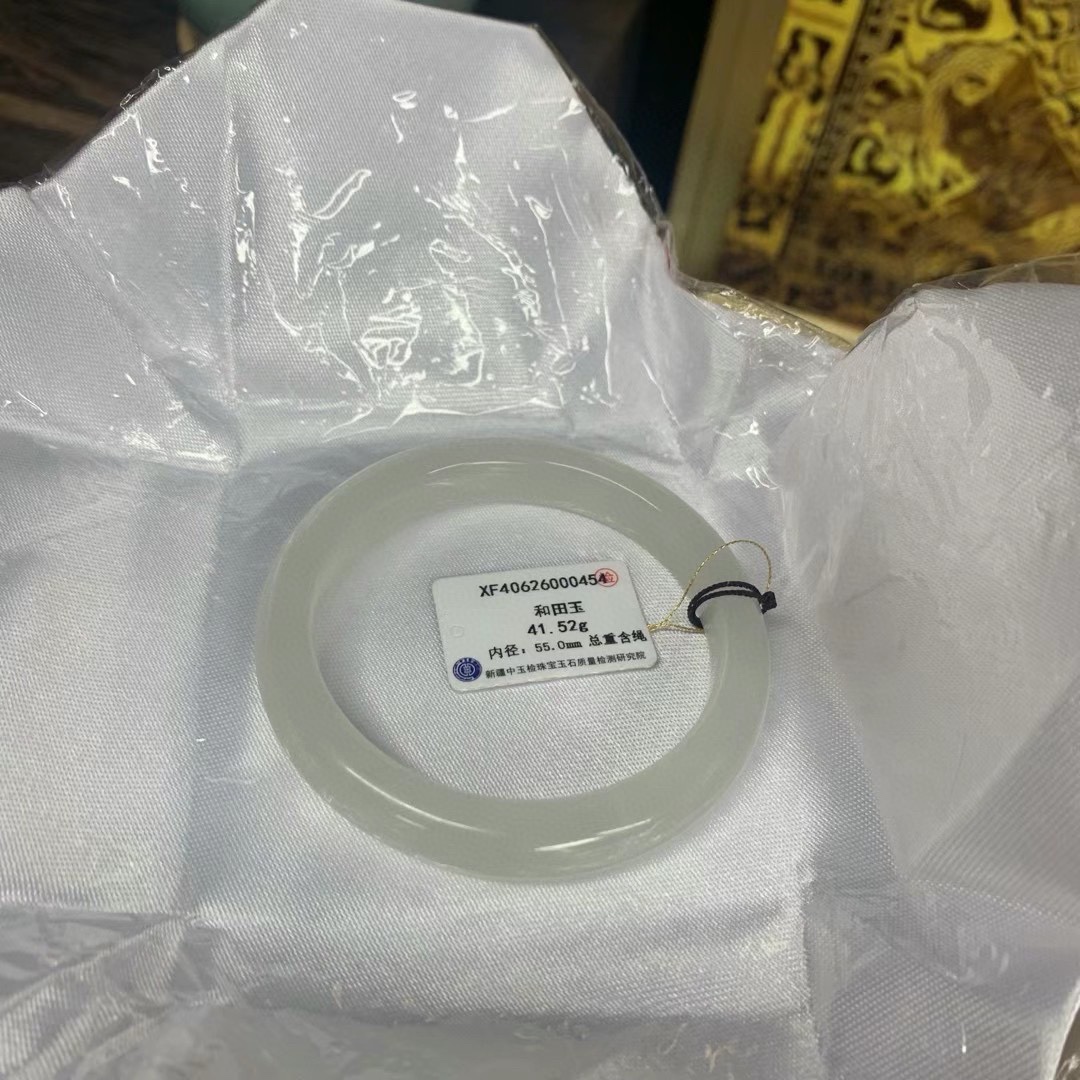 XF40626000454
检
和田玉
41.52g
内径：55.0mm 总重含绳
新疆中玉检珠宝玉石质量检测研究院